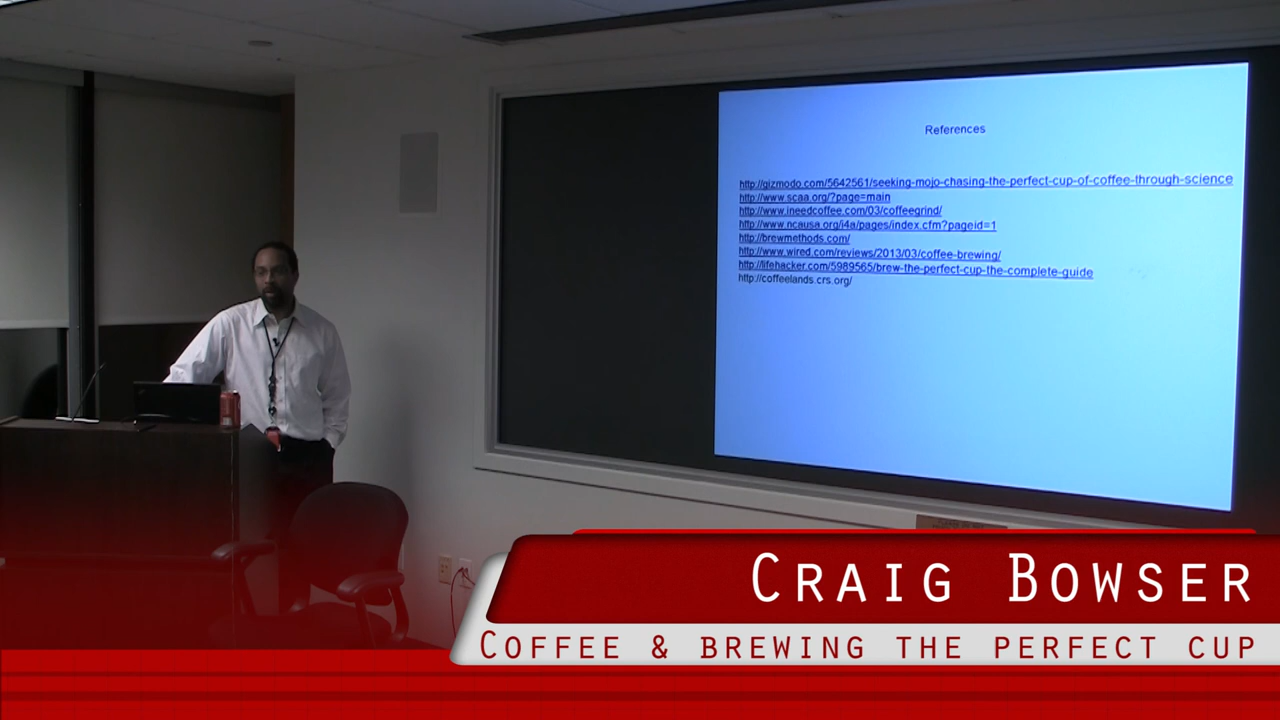 References
http://gizmodo.com/5642561/seeking-mojo-chasing-the-perfect-cup-of-coffee-through-science
http://www.scaa.org/?page=main
http://www.ineedcoffee.com/03/coffeegrind/
http://www.ncausa.org/i4a/pages/index.cfm?pageid=1
http://brewmethods.com/
http://www.wired.com/reviews/2013/03/coffee-brewing/
http://lifehacker.com/5989565/brew-the-perfect-cup-the-complete-guide
http://coffeelands.crs.org/
Craig Bowser
Coffee & brewing the perfect cup